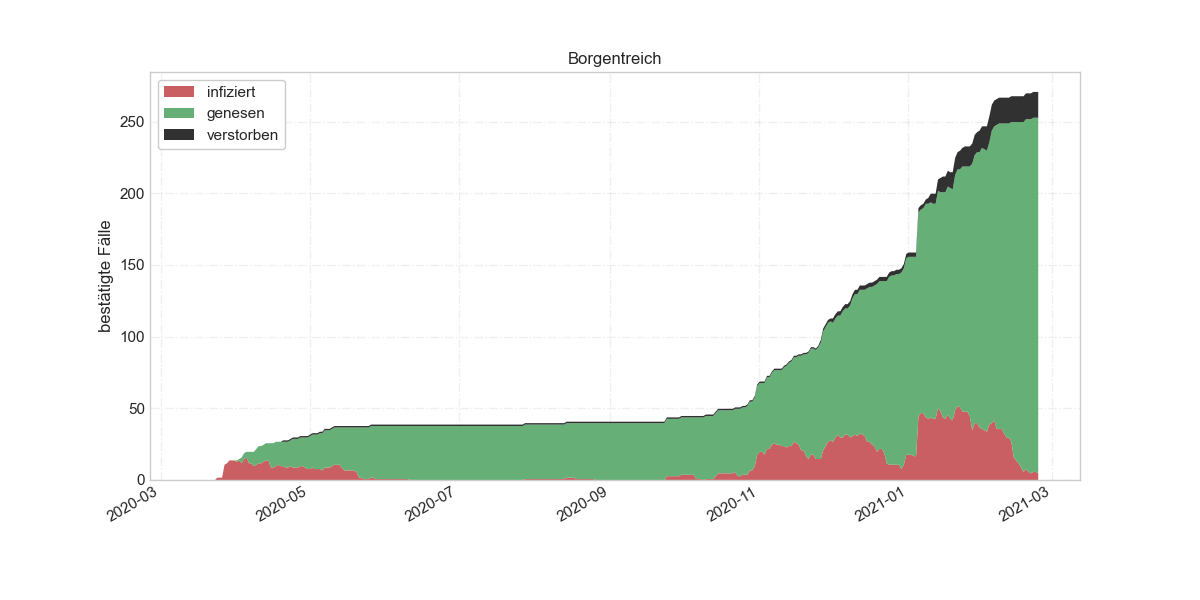 Borgentreich
infiziert
genesen
verstorben
bestätigte Fälle
250
200
150
100
50
0
2020-03
2020-05
2020-07
2020-09
2020-11
2021-01
2021-03